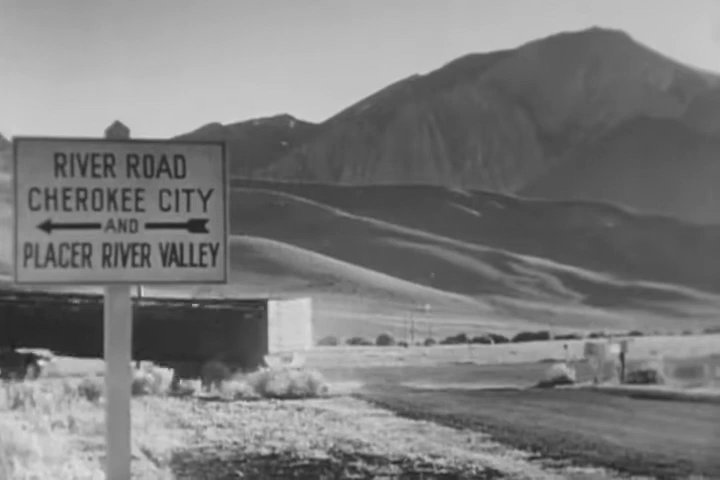 RIVER ROAD
CHEROKEE CITY
AND
PLACER RIVER VALLEY